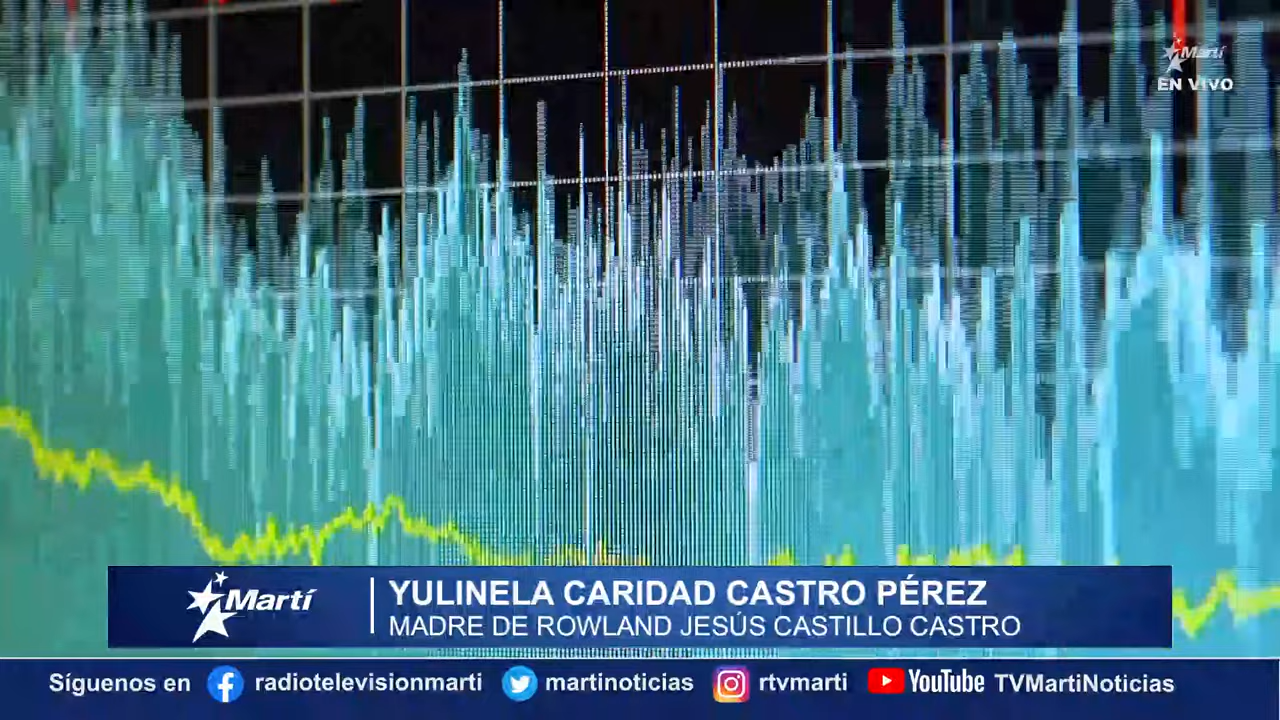 Martí
EN VIVO
Martí
YULINELA CARIDAD CASTRO PÉREZ
MADRE DE ROWLAND JESÚS CASTILLO CASTRO
Síguenos en radiotelevisionmarti martinoticias rtvmarti YouTube TVMartiNoticias